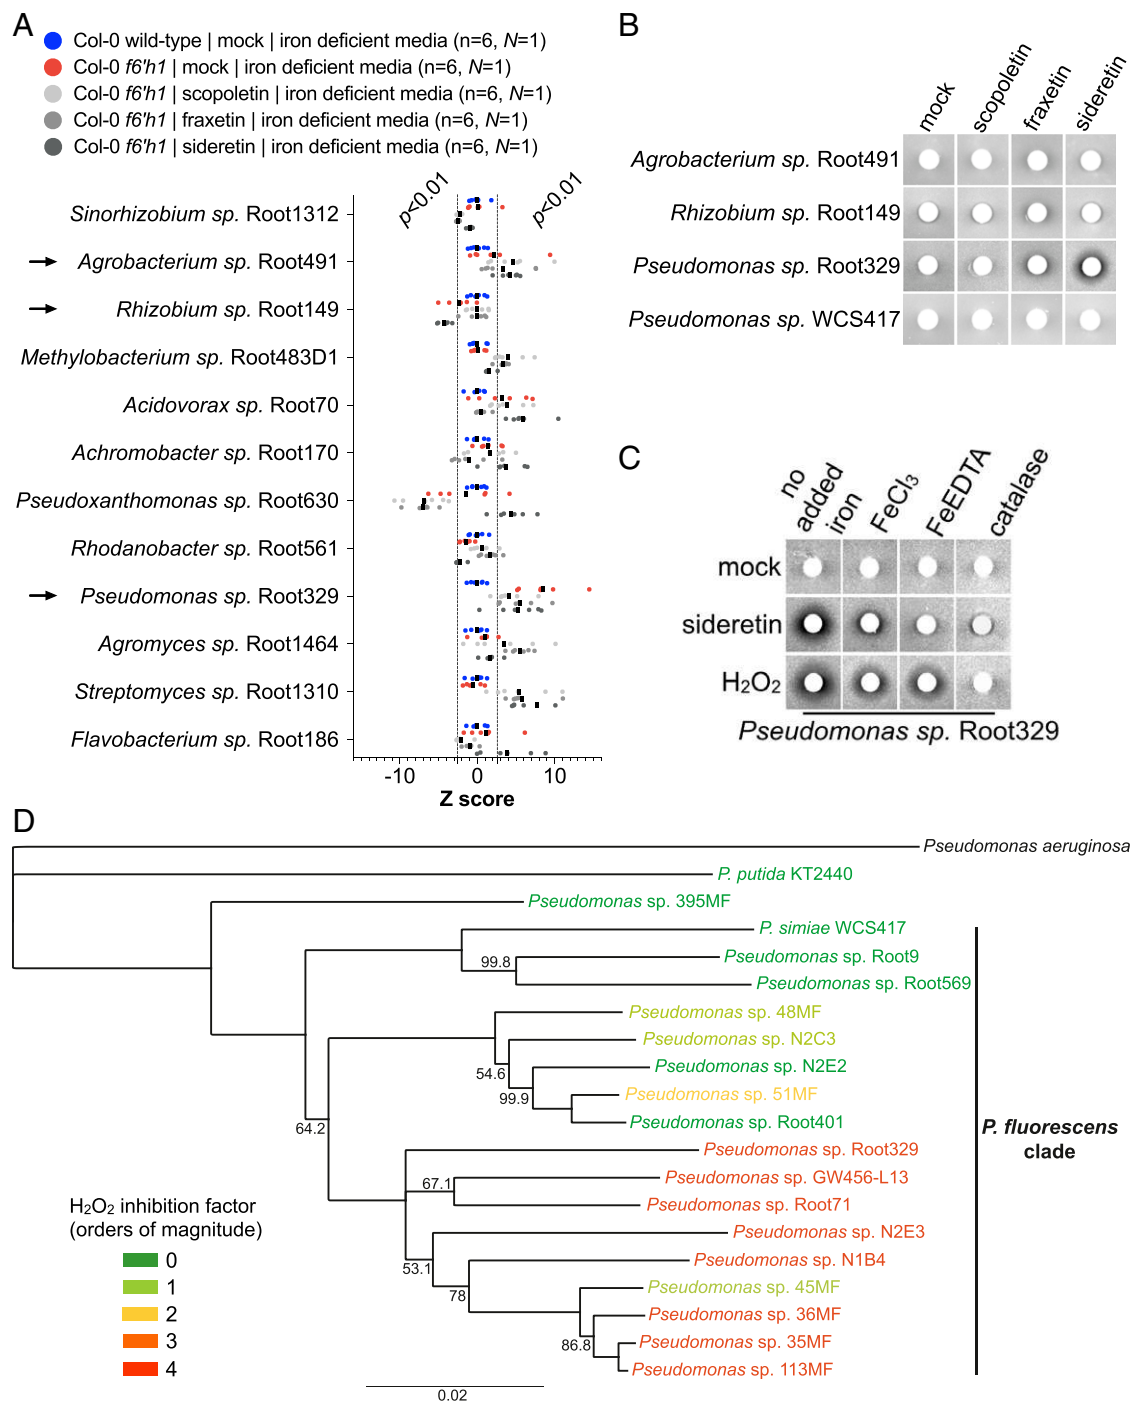 A
Col-0 wild-type | mock | iron deficient media (n=6, N=1)
Col-0 f6'h1 | mock | iron deficient media (n=6, N=1)
Col-0 f6'h1 | scopoletin | iron deficient media (n=6, N=1)
Col-0 f6'h1 | fraxetin | iron deficient media (n=6, N=1)
Col-0 f6'h1 | sideretin | iron deficient media (n=6, N=1)
p<0.01
p<0.01
Sinorhizobium sp. Root1312
Agrobacterium sp. Root491
Rhizobium sp. Root149
Methylobacterium sp. Root483D1
Acidovorax sp. Root70
Achromobacter sp. Root170
Pseudoxanthomonas sp. Root630
Rhodanobacter sp. Root561
Pseudomonas sp. Root329
Agromyces sp. Root1464
Streptomyces sp. Root1310
Flavobacterium sp. Root186
-10 0 10
Z score
B
mock
scopoletin
fraxetin
sideretin
Agrobacterium sp. Root491
Rhizobium sp. Root149
Pseudomonas sp. Root329
Pseudomonas sp. WCS417
C
no
added
iron
FeCl3
FeEDTA
catalase
mock
sideretin
H2O2
Pseudomonas sp. Root329
D
Pseudomonas aeruginosa
P. putida KT2440
Pseudomonas sp. 395MF
P. simiae WCS417
99.8
Pseudomonas sp. Root9
Pseudomonas sp. Root569
Pseudomonas sp. 48MF
Pseudomonas sp. N2C3
54.6
Pseudomonas sp. N2E2
99.9
Pseudomonas sp. 51MF
Pseudomonas sp. Root401
64.2
P. fluorescens
clade
Pseudomonas sp. Root329
67.1
Pseudomonas sp. GW456-L13
Pseudomonas sp. Root71
Pseudomonas sp. N2E3
53.1
Pseudomonas sp. N1B4
78
Pseudomonas sp. 45MF
Pseudomonas sp. 36MF
86.8
Pseudomonas sp. 35MF
Pseudomonas sp. 113MF
H2O2 inhibition factor
(orders of magnitude)
0
1
2
3
4
0.02